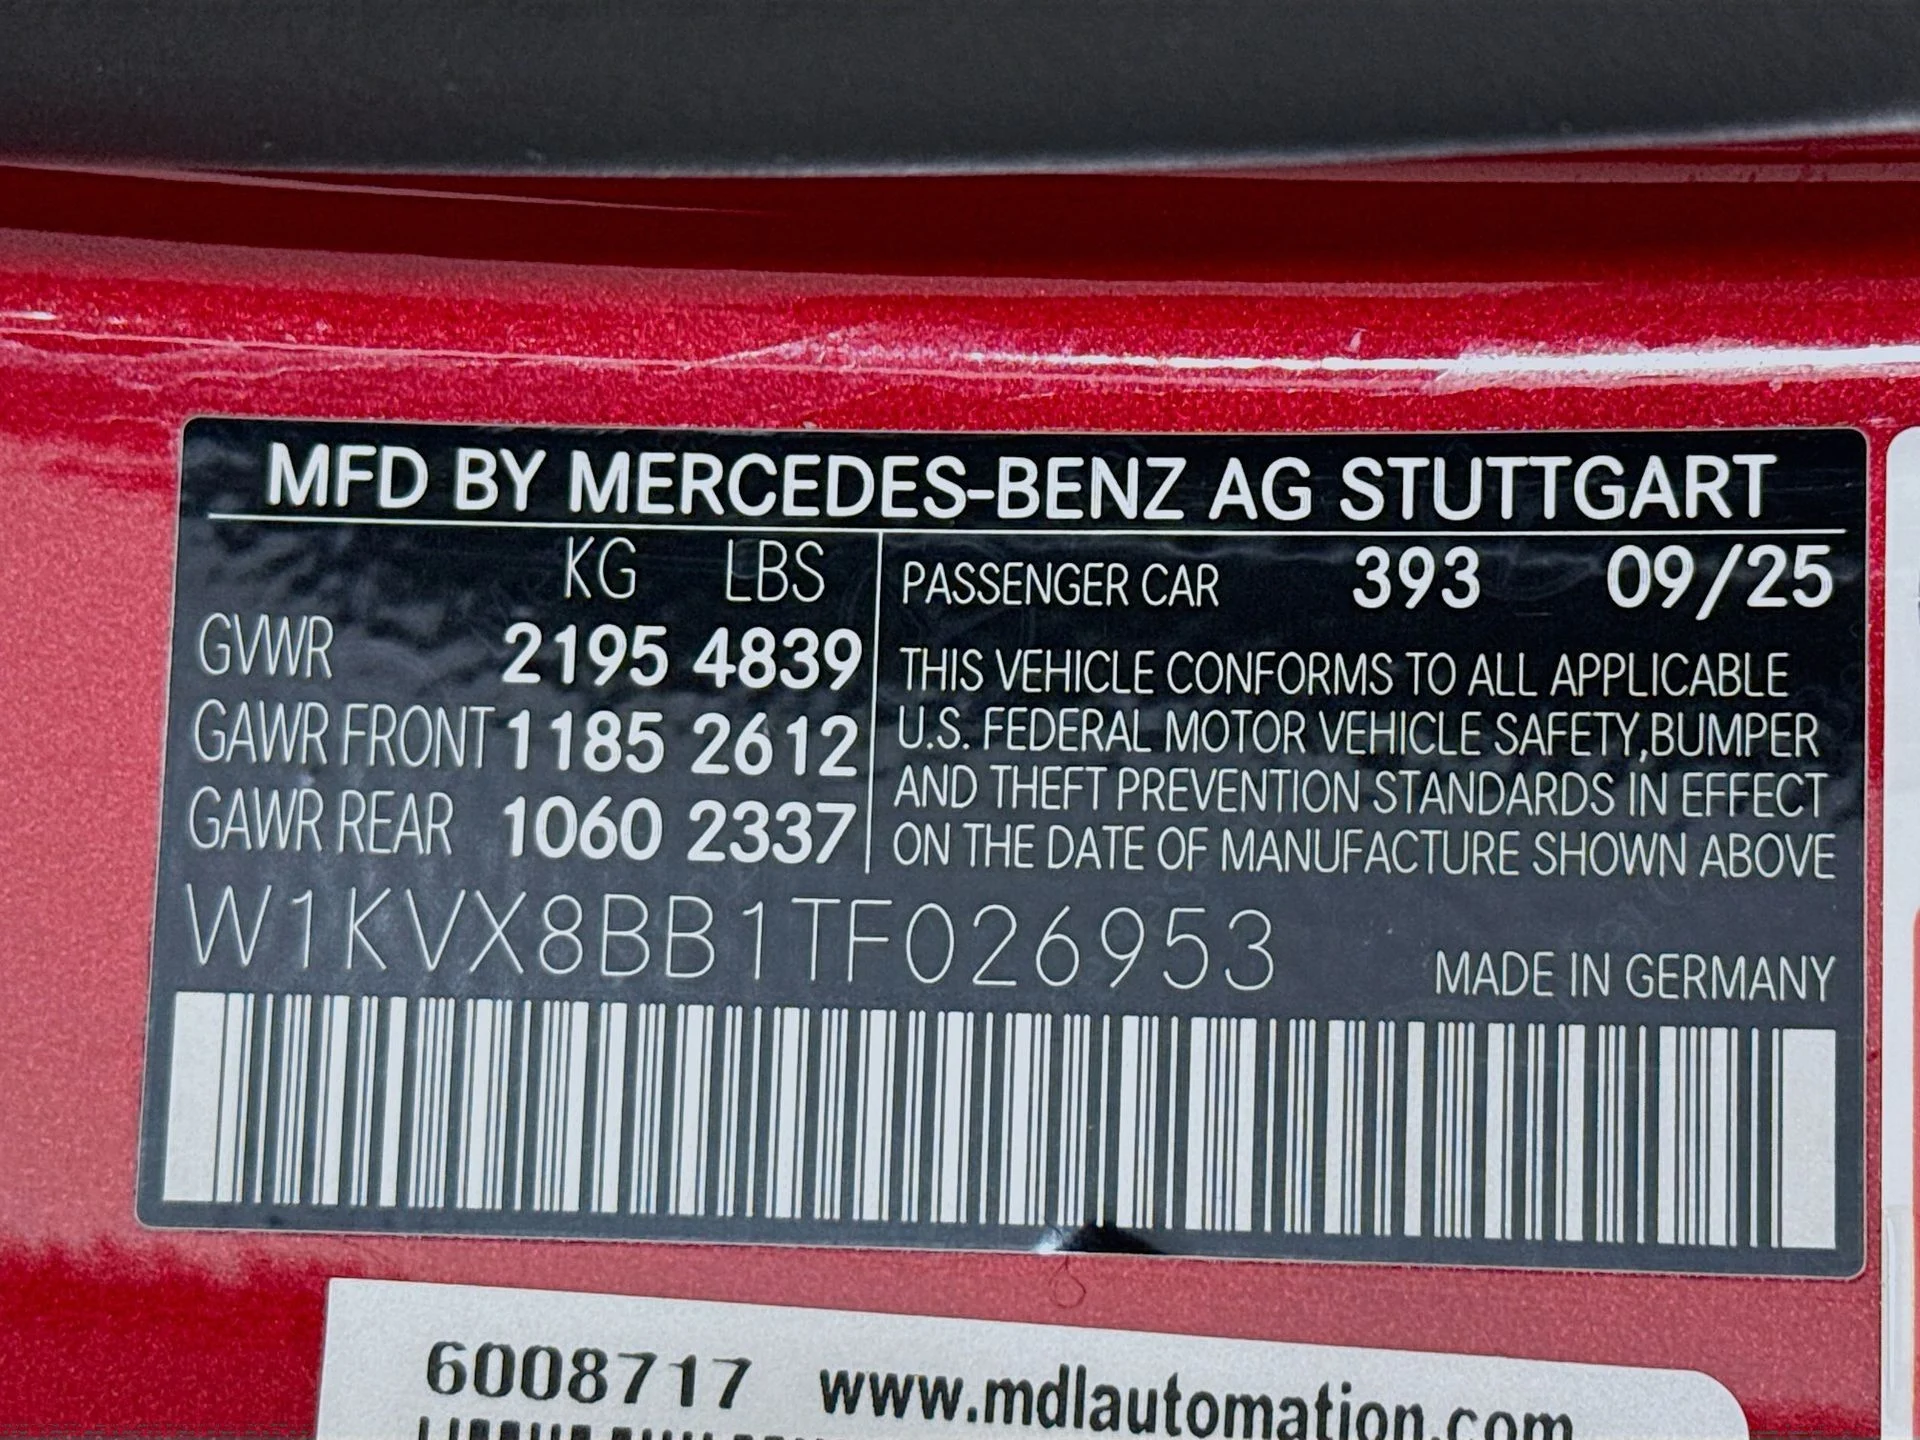 MFD BY MERCEDES-BENZ AG STUTTGART
KG LBS
GVWR 2195 4839
GAWR FRONT 1185 2612
GAWR REAR 1060 2337
PASSENGER CAR 393 09/25
THIS VEHICLE CONFORMS TO ALL APPLICABLE
U.S. FEDERAL MOTOR VEHICLE SAFETY,BUMPER
AND THEFT PREVENTION STANDARDS IN EFFECT
ON THE DATE OF MANUFACTURE SHOWN ABOVE
W1KVX8BB1TF026953
MADE IN GERMANY
6008717 www.mdlautomation.com